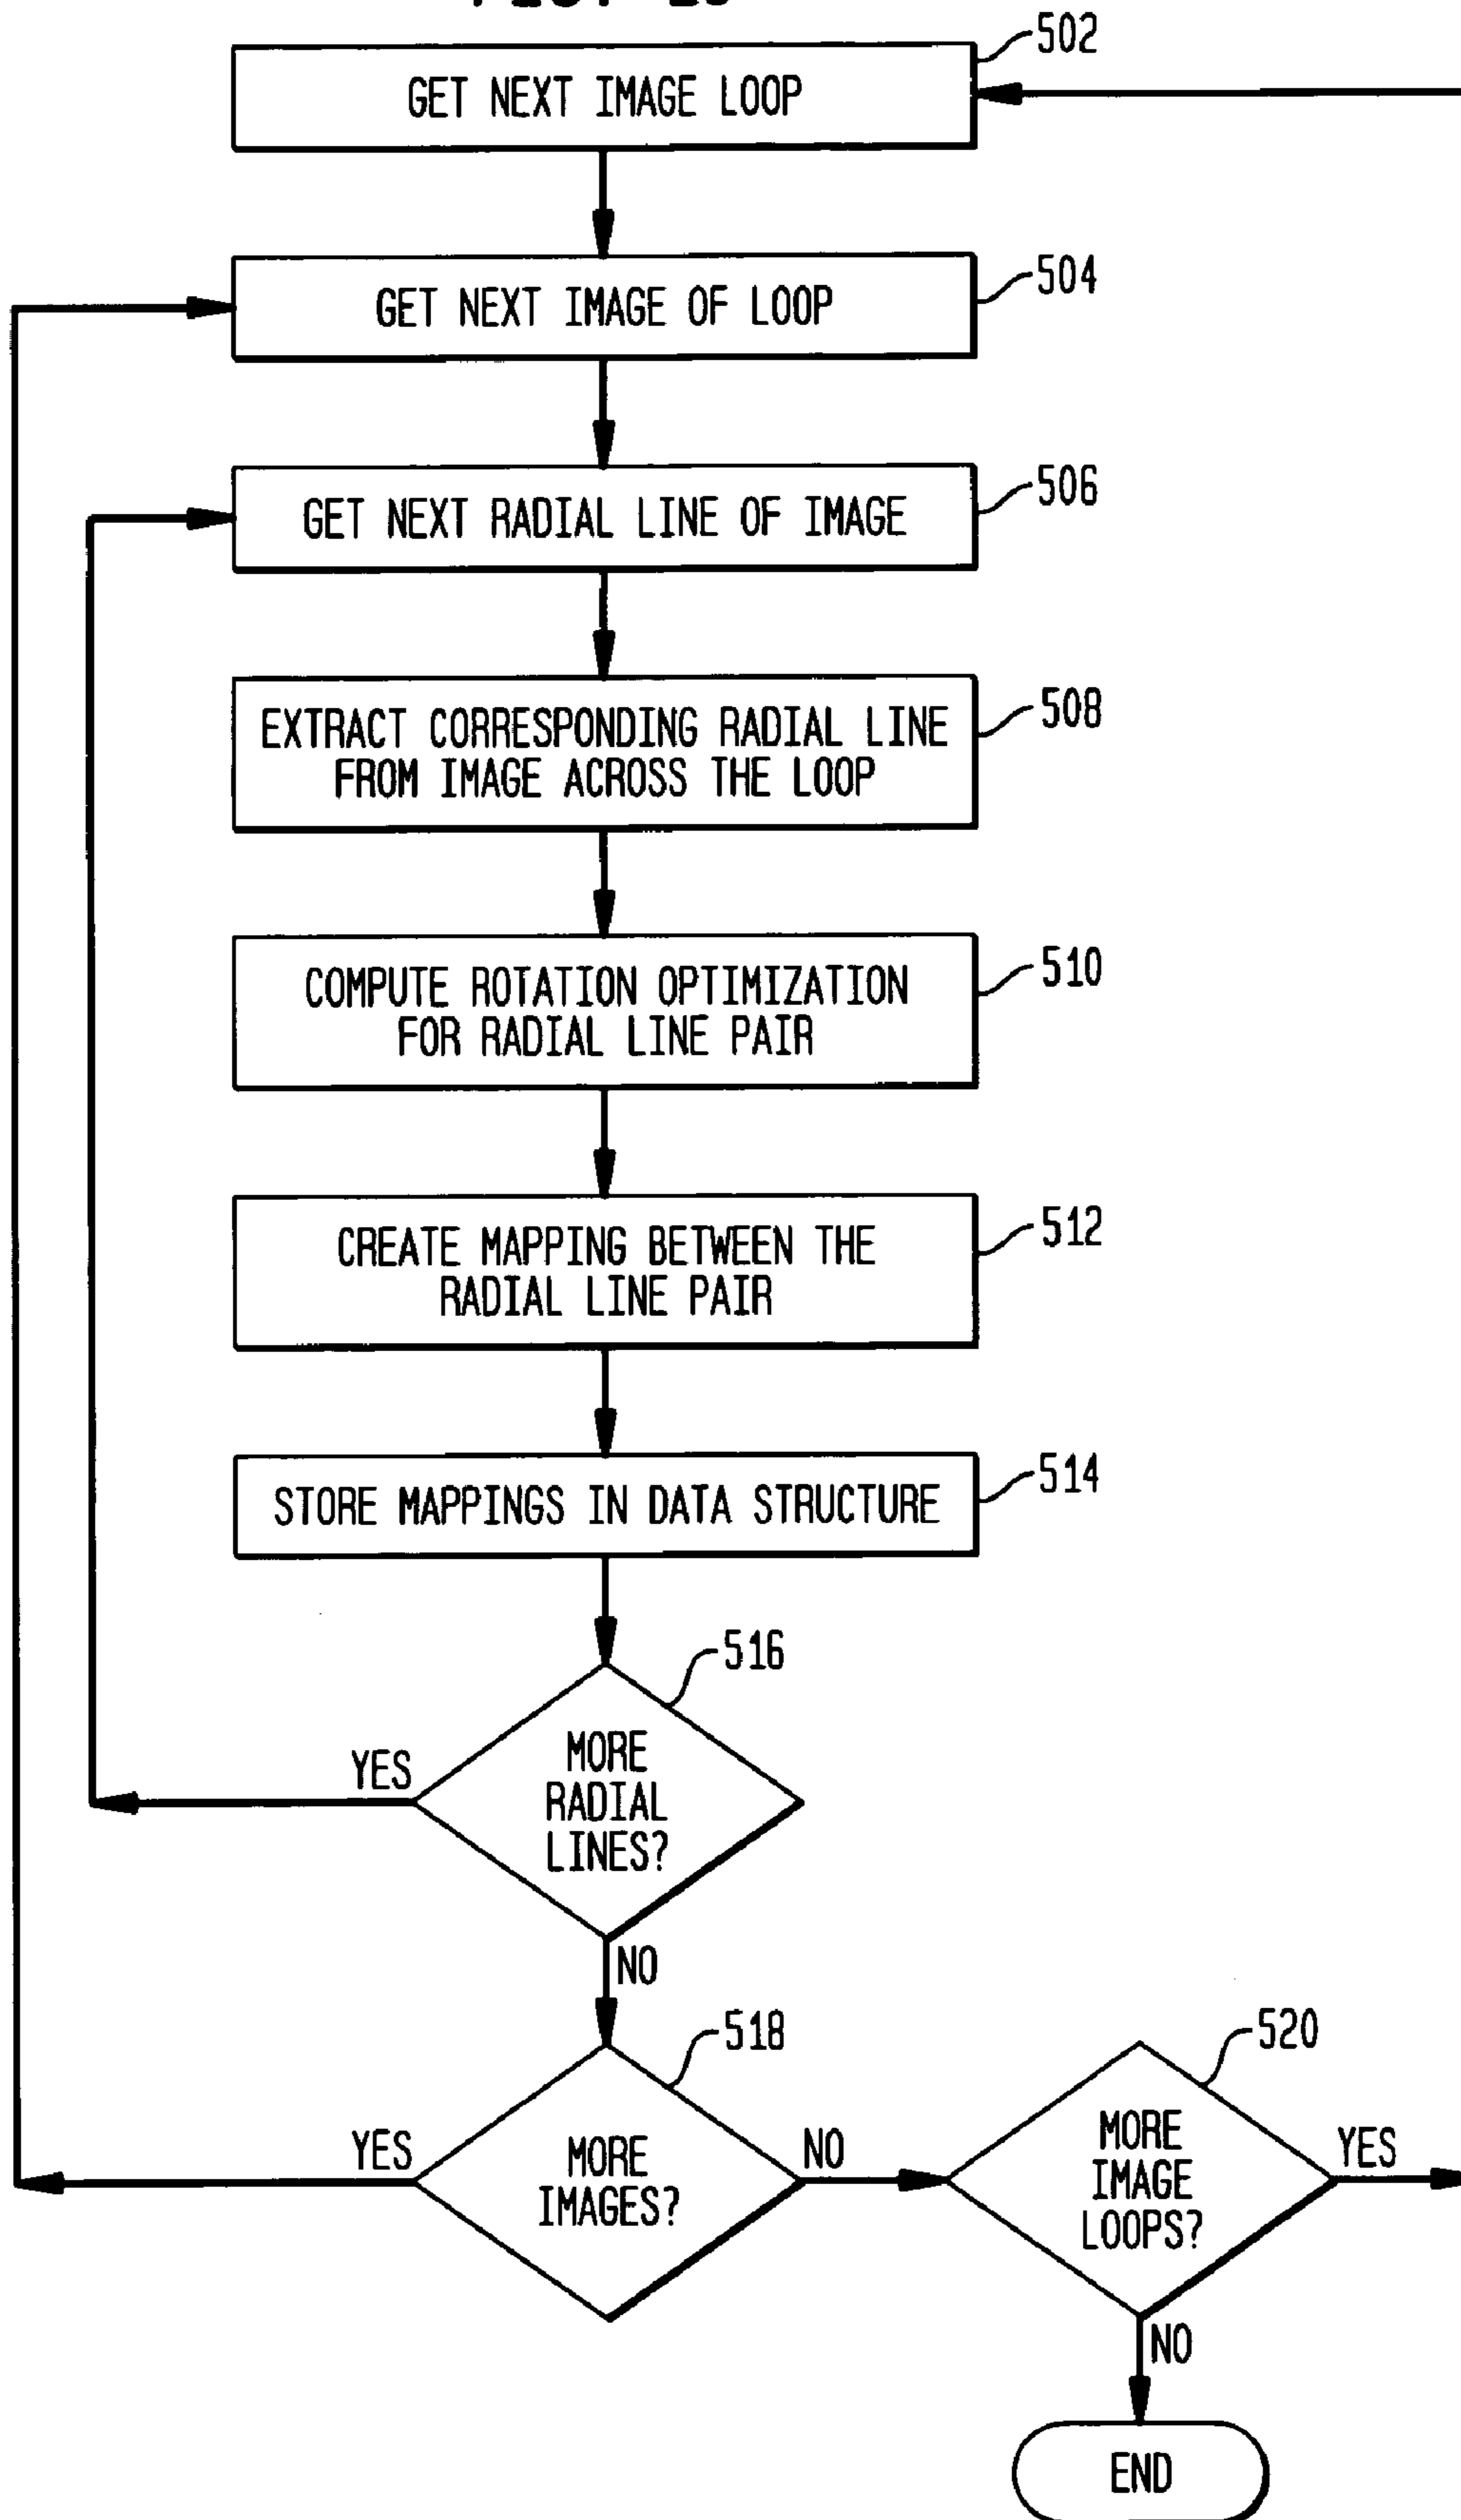 502
GET NEXT IMAGE LOOP
504
GET NEXT IMAGE OF LOOP
506
GET NEXT RADIAL LINE OF IMAGE
508
EXTRACT CORRESPONDING RADIAL LINE
FROM IMAGE ACROSS THE LOOP
510
COMPUTE ROTATION OPTIMIZATION
FOR RADIAL LINE PAIR
512
CREATE MAPPING BETWEEN THE
RADIAL LINE PAIR
514
STORE MAPPINGS IN DATA STRUCTURE
516
YES
MORE
RADIAL
LINES?
NO
518
YES
MORE
IMAGES?
NO
520
MORE
IMAGE
LOOPS?
YES
NO
END